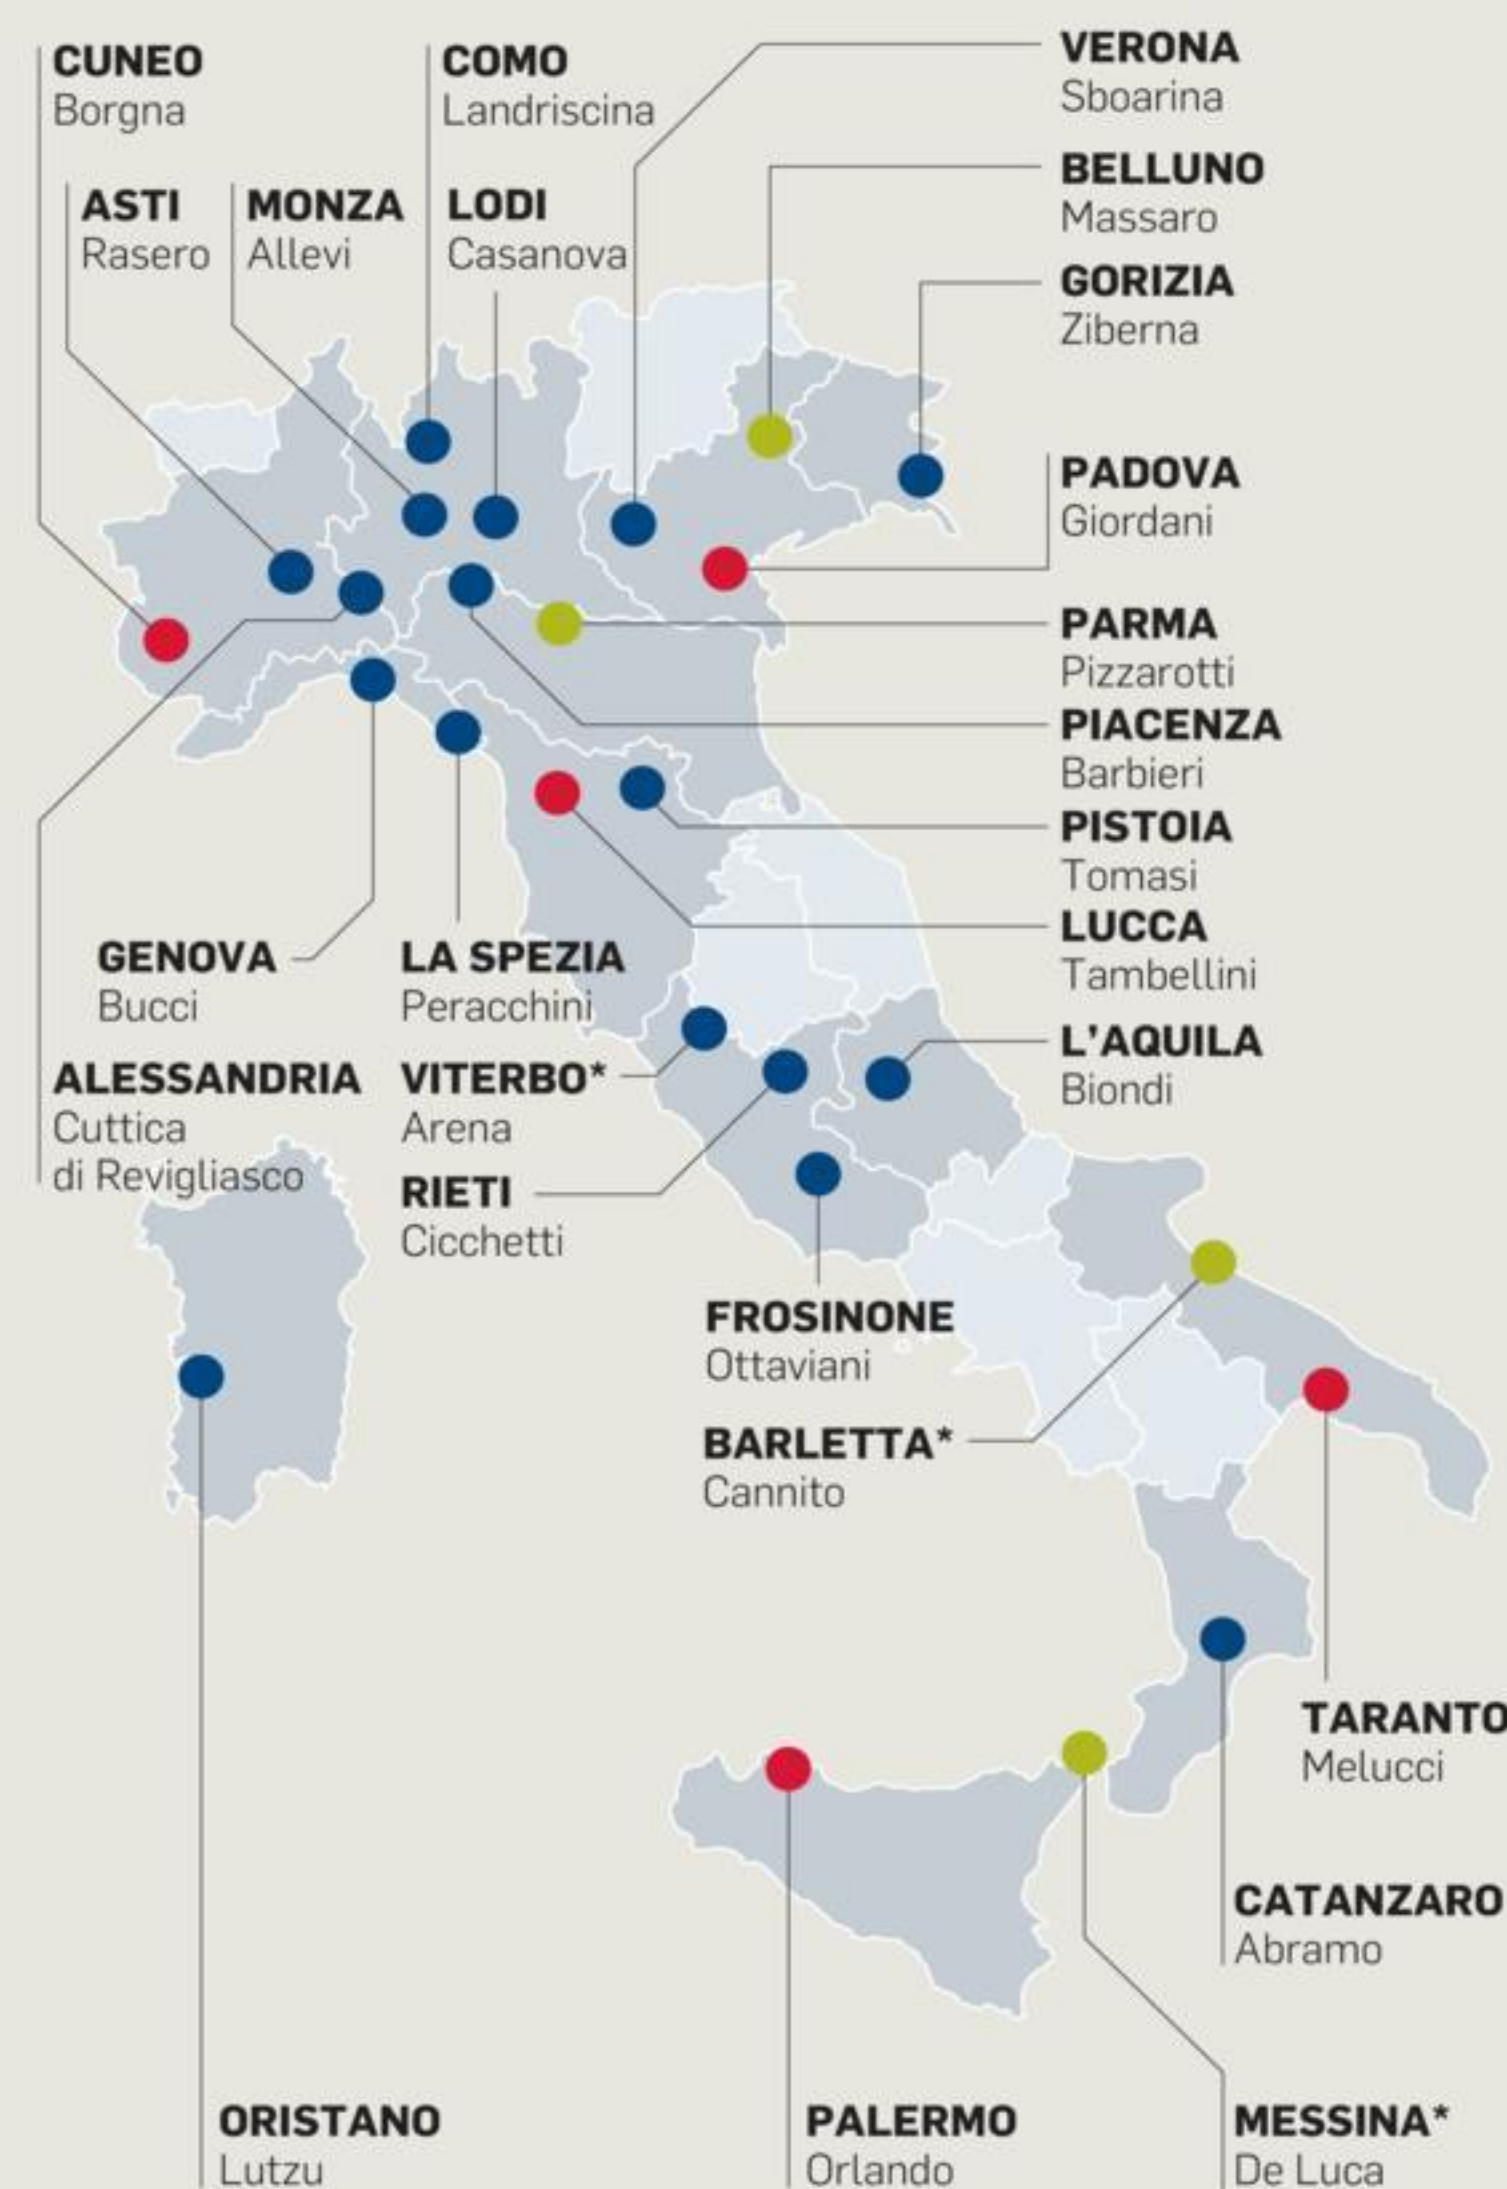 CUNEO
Borgna
COMO
Landriscina
VERONA
Sboarina
ASTI
Rasero
MONZA
Allevi
LODI
Casanova
BELLUNO
Massaro
GORIZIA
Ziberna
PADOVA
Giordani
PARMA
Pizzarotti
PIACENZA
Barbieri
PISTOIA
Tomasi
LUCCA
Tambellini
GENOVA
Bucci
LA SPEZIA
Peracchini
L'AQUILA
Biondi
ALESSANDRIA
Cuttica
di Revigliasco
VITERBO*
Arena
RIETI
Cicchetti
FROSINONE
Ottaviani
BARLETTA*
Cannito
TARANTO
Melucci
CATANZARO
Abramo
ORISTANO
Lutzu
PALERMO
Orlando
MESSINA*
De Luca